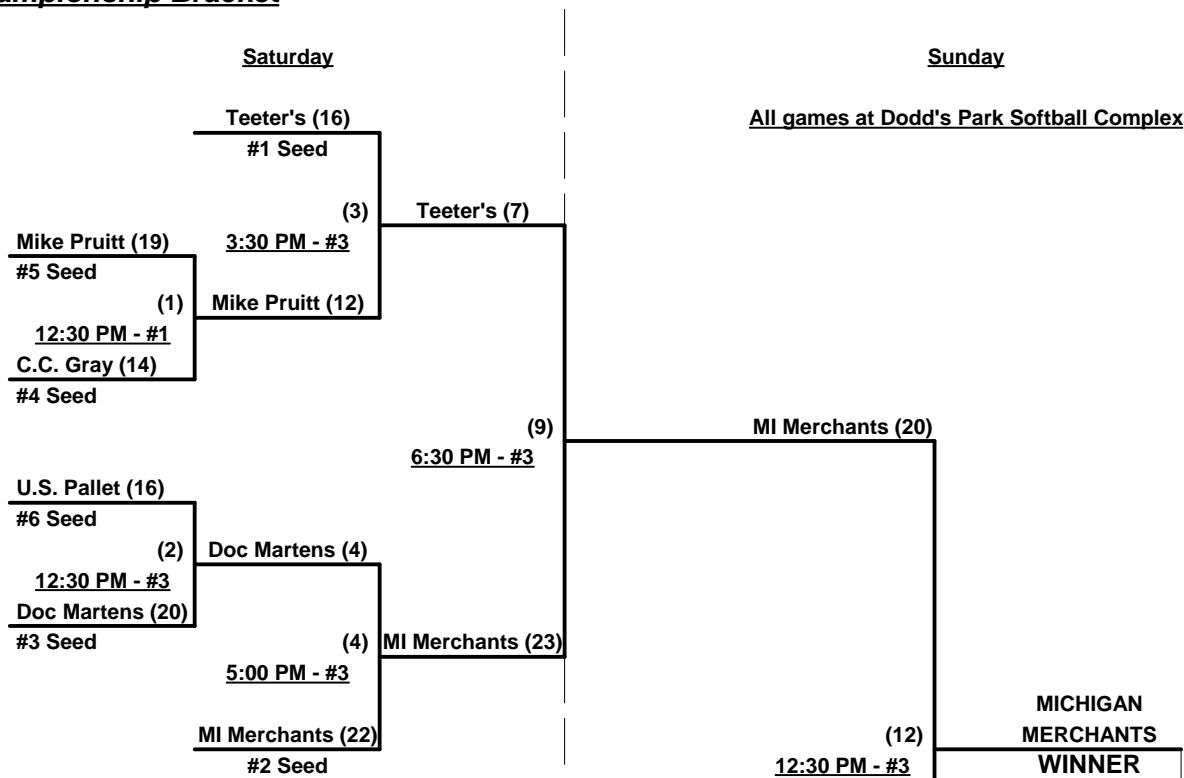 Saturday
Sunday
Teeter's (16)
All games at Dodd's Park Softball Complex
#1 Seed
(3)
Teeter's (7)
Mike Pruitt (19)
3:30 PM - #3
#5 Seed
(1)
Mike Pruitt (12)
12:30 PM - #1
C.C. Gray (14)
#4 Seed
(9)
MI Merchants (20)
6:30 PM - #3
U.S. Pallet (16)
#6 Seed
(2)
Doc Martens (4)
12:30 PM - #3
Doc Martens (20)
#3 Seed
(4)
MI Merchants (23)
5:00 PM - #3
MICHIGAN
MI Merchants (22)
(12)
MERCHANTS
#2 Seed
12:30 PM - #3
WINNER